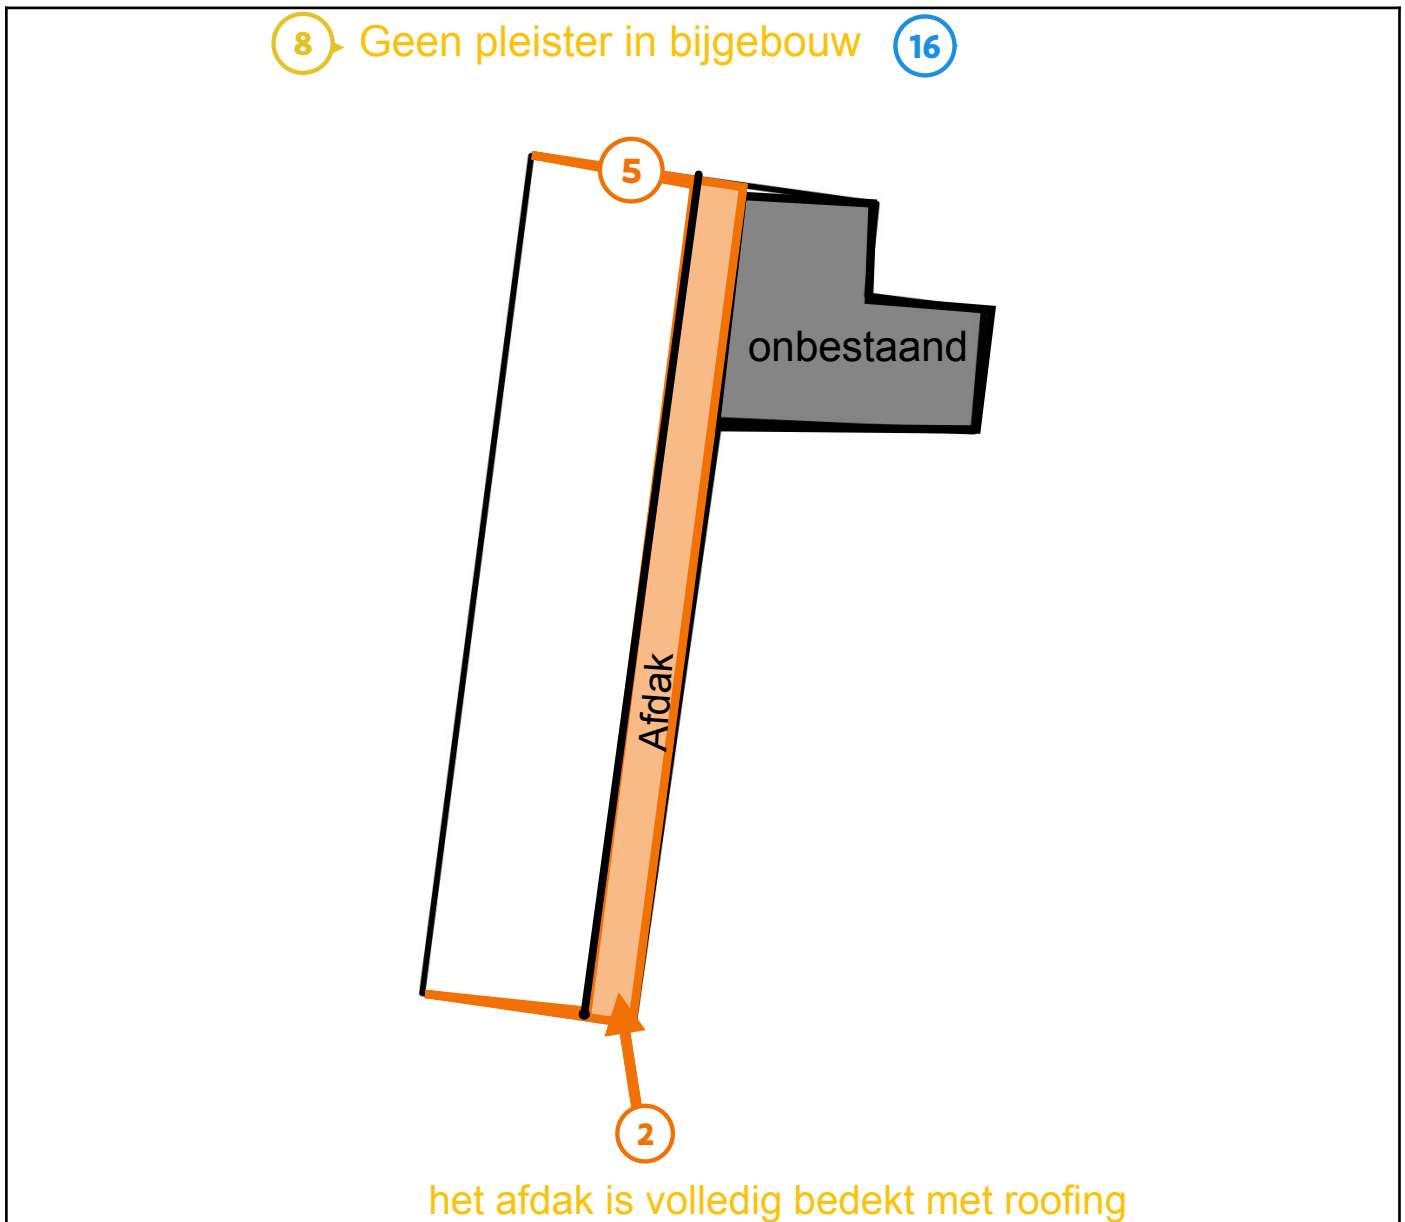 8 Geen pleister in bijgebouw 16
5
onbestaand
Afdak
2
het afdak is volledig bedekt met roofing